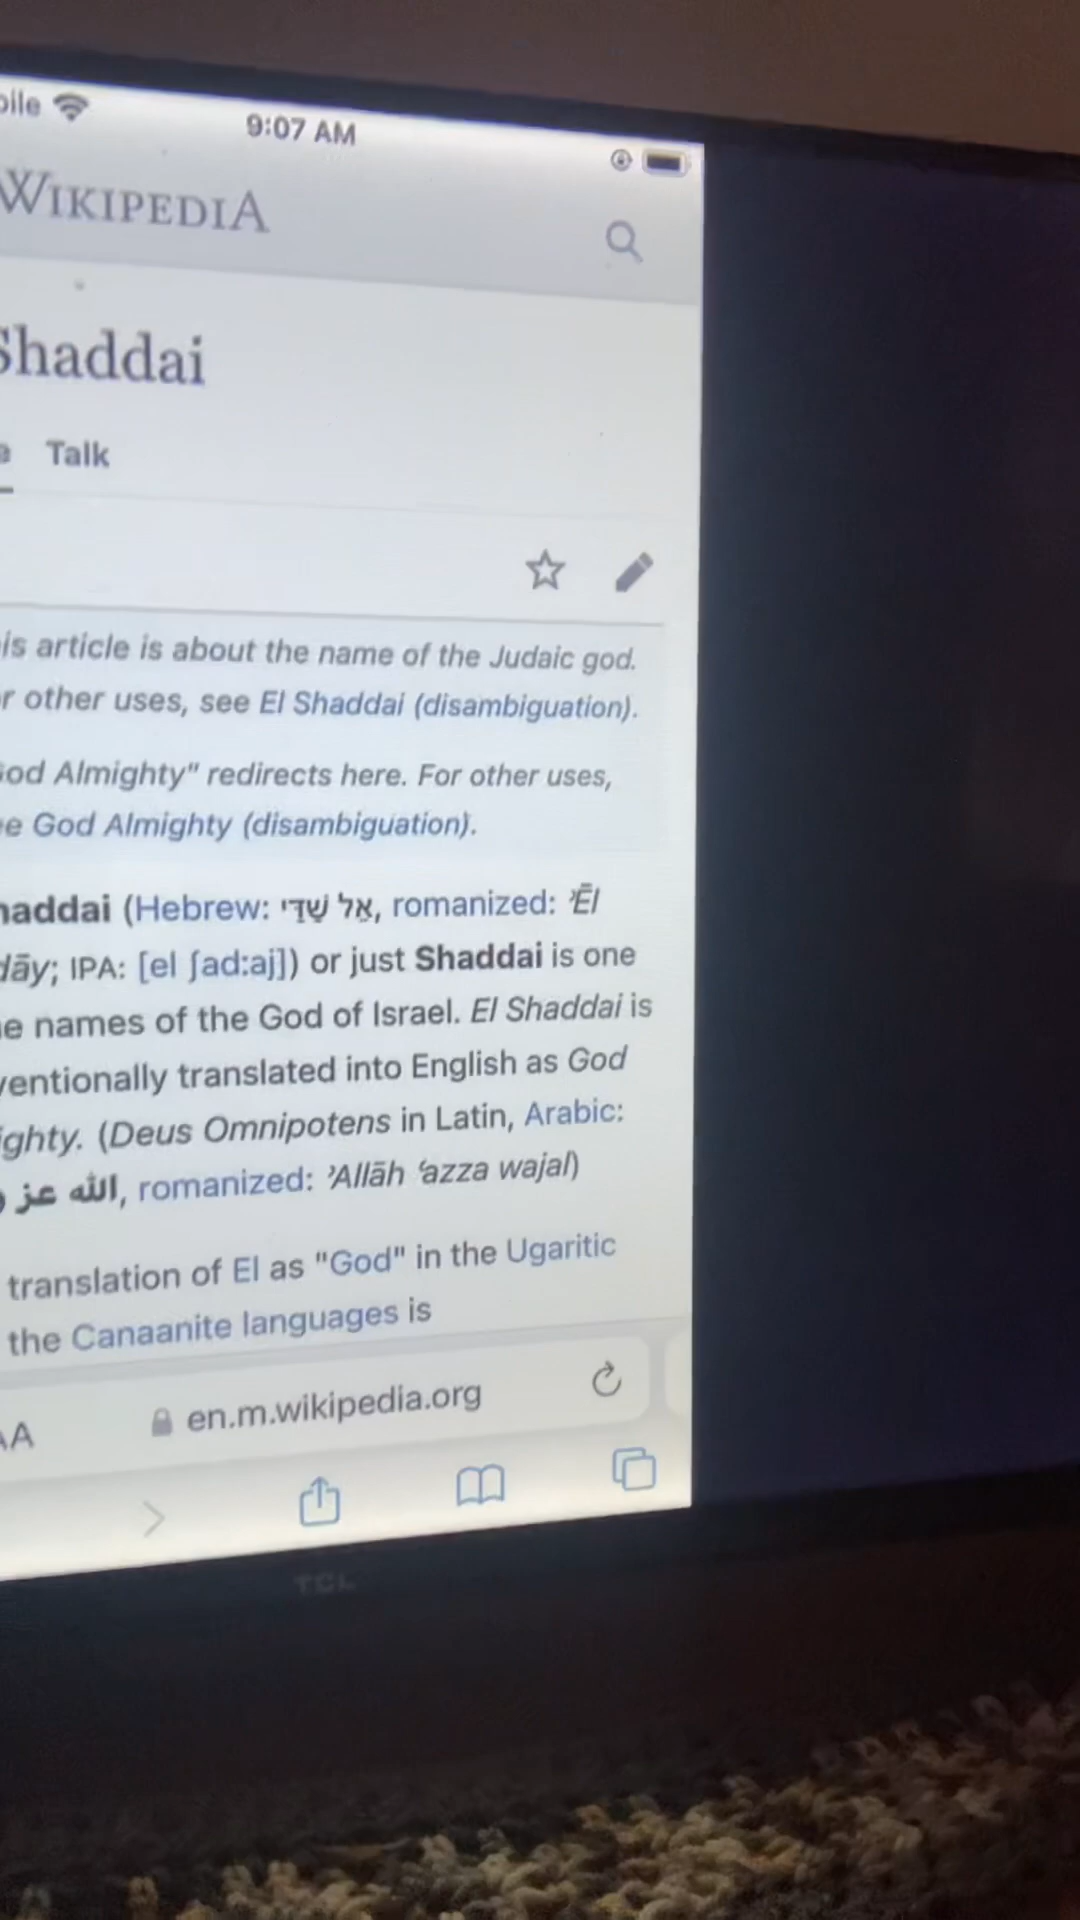 9:07 AM
WIKIPEDIA
Shaddai
Talk
is article is about the name of the Judaic god.
other uses, see El Shaddai (disambiguation).
Almighty" redirects here. For other uses,
God Almighty (disambiguation).
haddai (Hebrew: אֵל שַׁדַּי, romanized: ʾĒl
dāy; IPA: [el ʃad:aj]) or just Shaddai is one
names of the God of Israel. El Shaddai is
ventionally translated into English as God
ighty. (Deus Omnipotens in Latin, Arabic:
الله عز, romanized: ʾAllāh ʿazza wajal)
translation of El as "God" in the Ugaritic
the Canaanite languages is
AA
en.m.wikipedia.org
TCL